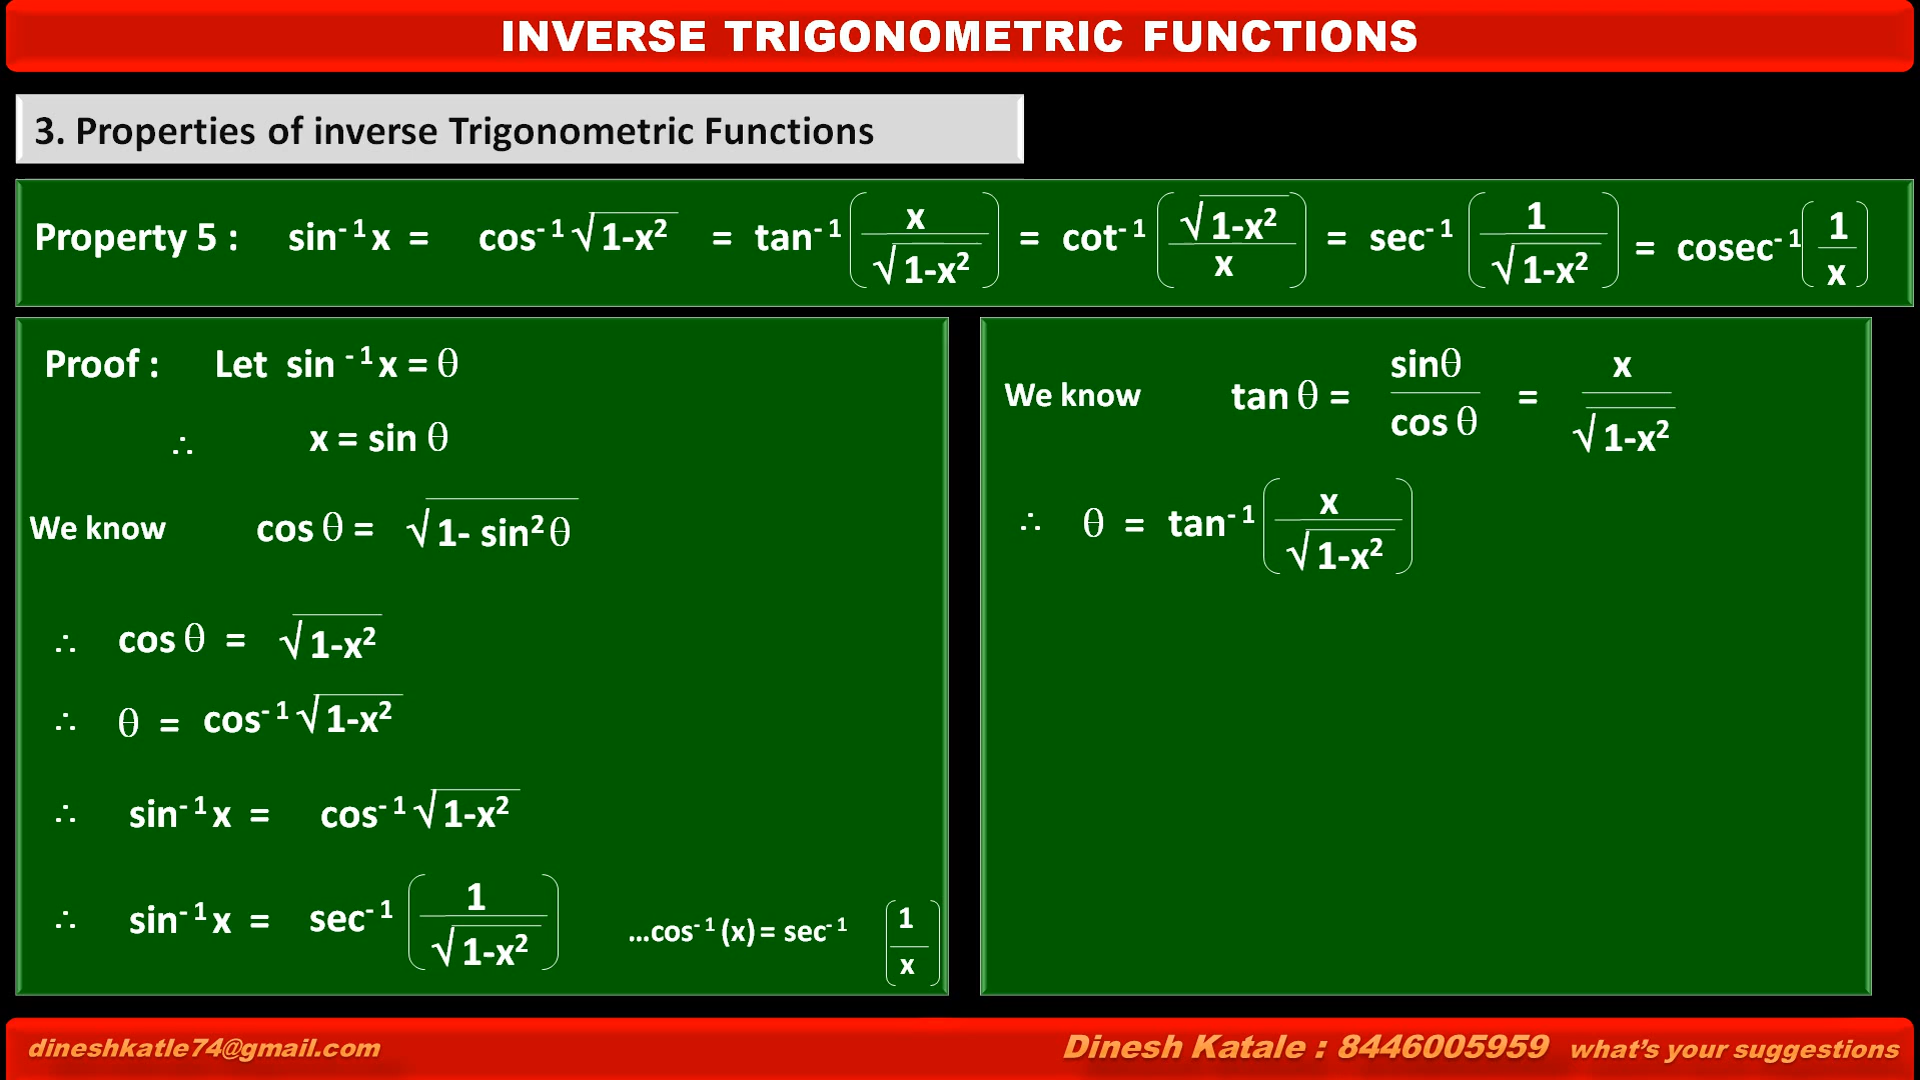 INVERSE TRIGONOMETRIC FUNCTIONS
3. Properties of inverse Trigonometric Functions
Property 5 : sin⁻¹x = cos⁻¹√1-x² = tan⁻¹(x/√1-x²) = cot⁻¹(√1-x²/x) = sec⁻¹(1/√1-x²) = cosec⁻¹(1/x)
Proof : Let sin ⁻¹x = θ
∴ x = sin θ
We know cos θ = √1- sin²θ
∴ cos θ = √1-x²
∴ θ = cos⁻¹√1-x²
∴ sin⁻¹x = cos⁻¹√1-x²
∴ sin⁻¹x = sec⁻¹(1/√1-x²) ...cos⁻¹(x) = sec⁻¹(1/x)
We know tan θ = sinθ/cos θ = x/√1-x²
∴ θ = tan⁻¹(x/√1-x²)
dineshkatle74@gmail.com
Dinesh Katale : 8446005959 what's your suggestions